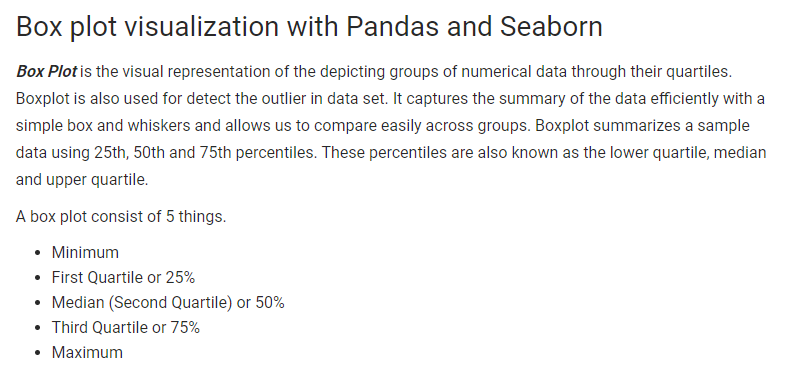 Box plot visualization with Pandas and Seaborn
Box Plot is the visual representation of the depicting groups of numerical data through their quartiles.
Boxplot is also used for detect the outlier in data set. It captures the summary of the data efficiently with a
simple box and whiskers and allows us to compare easily across groups. Boxplot summarizes a sample
data using 25th, 50th and 75th percentiles. These percentiles are also known as the lower quartile, median
and upper quartile.
A box plot consist of 5 things.
• Minimum
• First Quartile or 25%
• Median (Second Quartile) or 50%
• Third Quartile or 75%
• Maximum